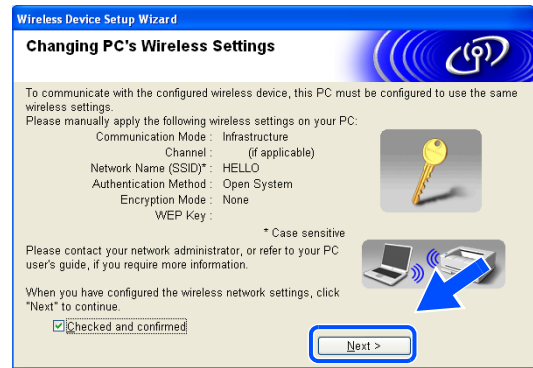 Wireless Device Setup Wizard
Changing PC's Wireless Settings
To communicate with the configured wireless device, this PC must be configured to use the same
wireless settings.
Please manually apply the following wireless settings on your PC:
Communication Mode : Infrastructure
Channel : (if applicable)
Network Name (SSID)* : HELLO
Authentication Method : Open System
Encryption Mode : None
WEP Key :
* Case sensitive
Please contact your network administrator, or refer to your PC
user's guide, if you require more information.
When you have configured the wireless network settings, click
"Next" to continue.
Checked and confirmed
Next >